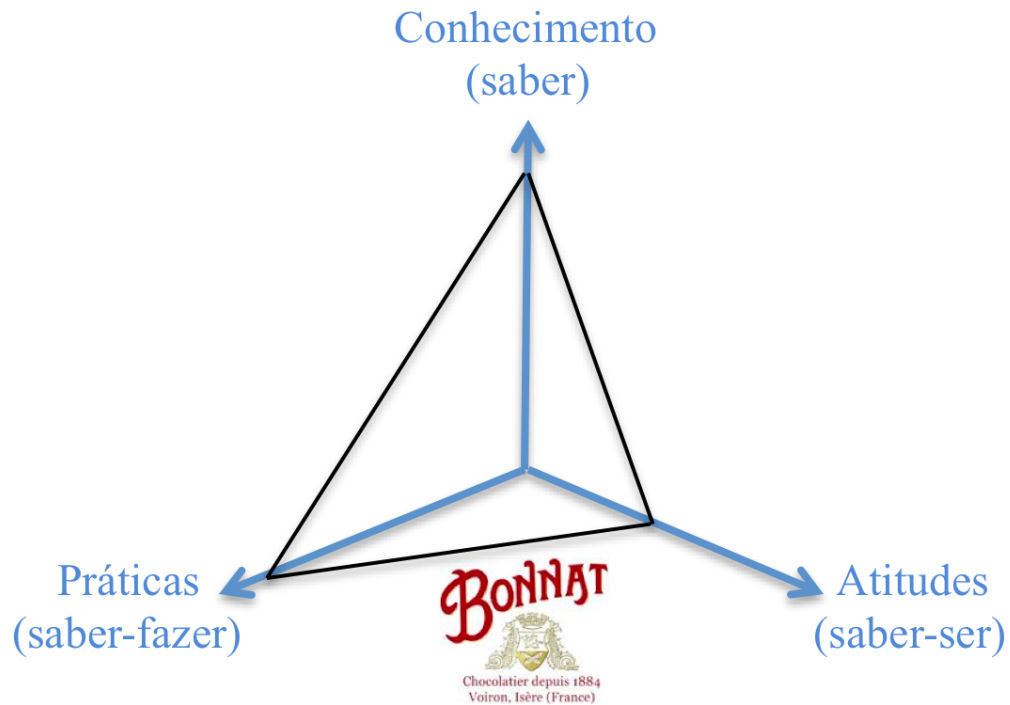 Conhecimento
(saber)
Práticas
(saber-fazer)
Atitudes
(saber-ser)
BONNAT
Chocolatier depuis 1884
Voiron, Isère (France)